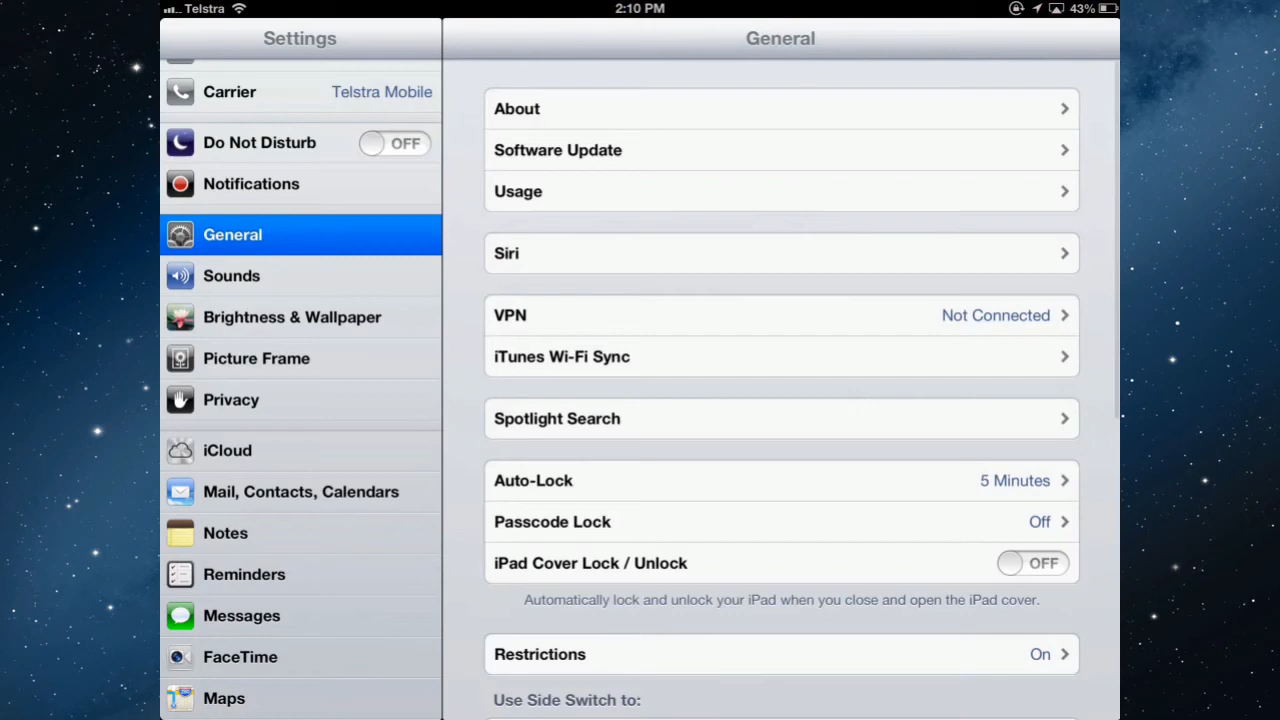 Telstra
2:10 PM
43%
Settings
General
Carrier Telstra Mobile
Do Not Disturb OFF
Notifications
General
Sounds
Brightness & Wallpaper
Picture Frame
Privacy
iCloud
Mail, Contacts, Calendars
Notes
Reminders
Messages
FaceTime
Maps
About
Software Update
Usage
Siri
VPN Not Connected
iTunes Wi-Fi Sync
Spotlight Search
Auto-Lock 5 Minutes
Passcode Lock Off
iPad Cover Lock / Unlock OFF
Automatically lock and unlock your iPad when you close and open the iPad cover.
Restrictions On
Use Side Switch to: